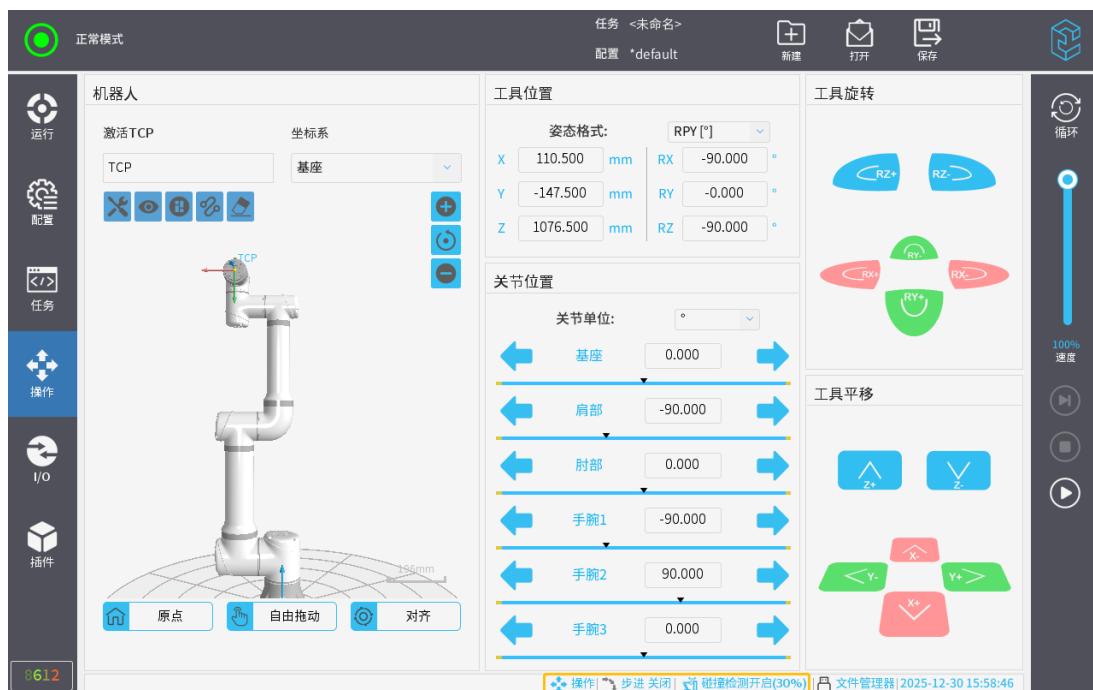 正常模式
任务 <未命名>
配置 *default
新建
打开
保存
运行
配置
任务
操作
I/O
插件
8612
机器人
激活TCP
坐标系
TCP
基座
TCP
196mm
原点
自由拖动
对齐
工具位置
姿态格式: RPY [°]
X 110.500 mm RX -90.000 °
Y -147.500 mm RY -0.000 °
Z 1076.500 mm RZ -90.000 °
关节位置
关节单位: °
基座 0.000
肩部 -90.000
肘部 0.000
手腕1 -90.000
手腕2 90.000
手腕3 0.000
工具旋转
RZ+ RZ-
RY-
RX+ RX-
RY+
工具平移
Z+ Z-
X-
Y- Y+
X+
循环
100%
速度
操作| 步进 关闭| 碰撞检测开启(30%) | 文件管理器|2025-12-30 15:58:46